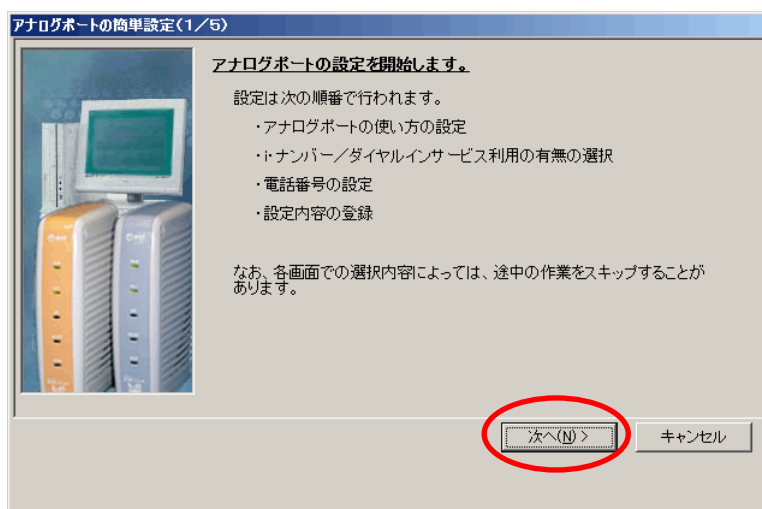 アナログポートの簡単設定(1/5)
アナログポートの設定を開始します。
設定は次の順番で行われます。
・アナログポートの使い方の設定
・i・ナンバー/ダイヤルインサービス利用の有無の選択
・電話番号の設定
・設定内容の登録
なお、各画面での選択内容によっては、途中の作業をスキップすることが
あります。
次へ(N) >
キャンセル